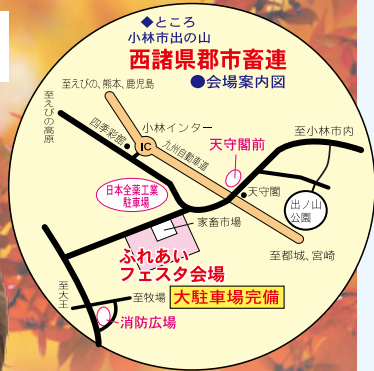 ◆ところ
小林市出の山
西諸県郡市畜連
●会場案内図
至えびの、熊本、鹿児島
至えびの高原
四季彩館
小林インター
IC
九州自動車道
天守閣前
至小林市内
日本全薬工業
駐車場
天守閣
出ノ山
公園
家畜市場
ふれあい
フェスタ会場
至都城、宮崎
至大王
至牧場
大駐車場完備
消防広場